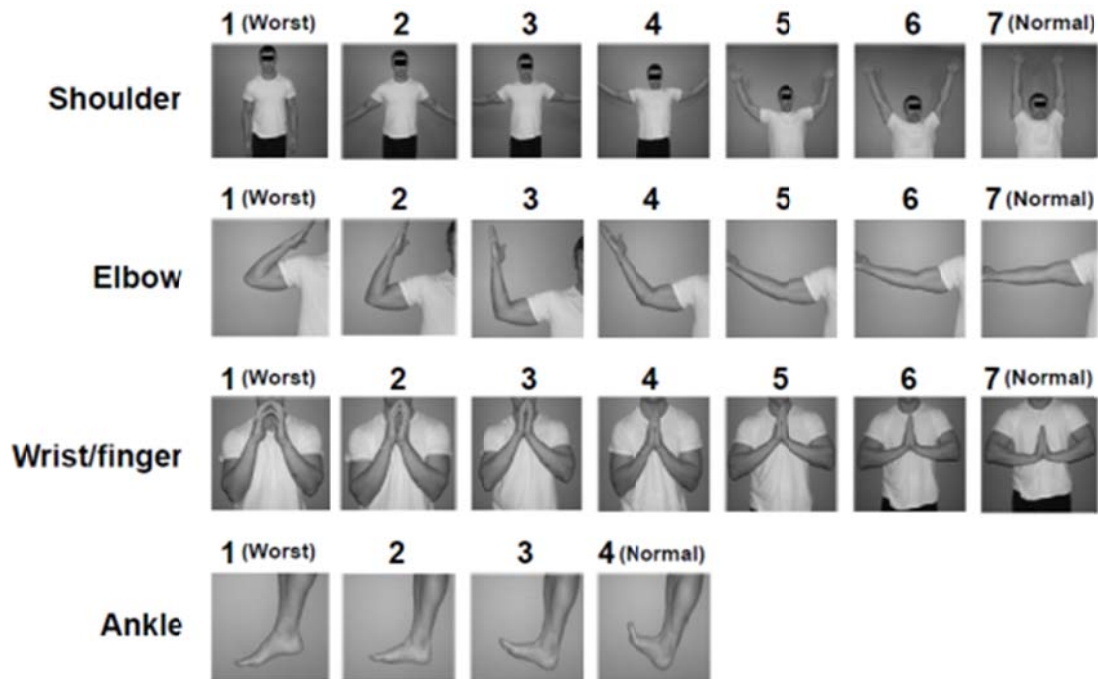 1 (Worst) 2 3 4 5 6 7 (Normal)
Shoulder
1 (Worst) 2 3 4 5 6 7 (Normal)
Elbow
1 (Worst) 2 3 4 5 6 7 (Normal)
Wrist/finger
1 (Worst) 2 3 4 (Normal)
Ankle